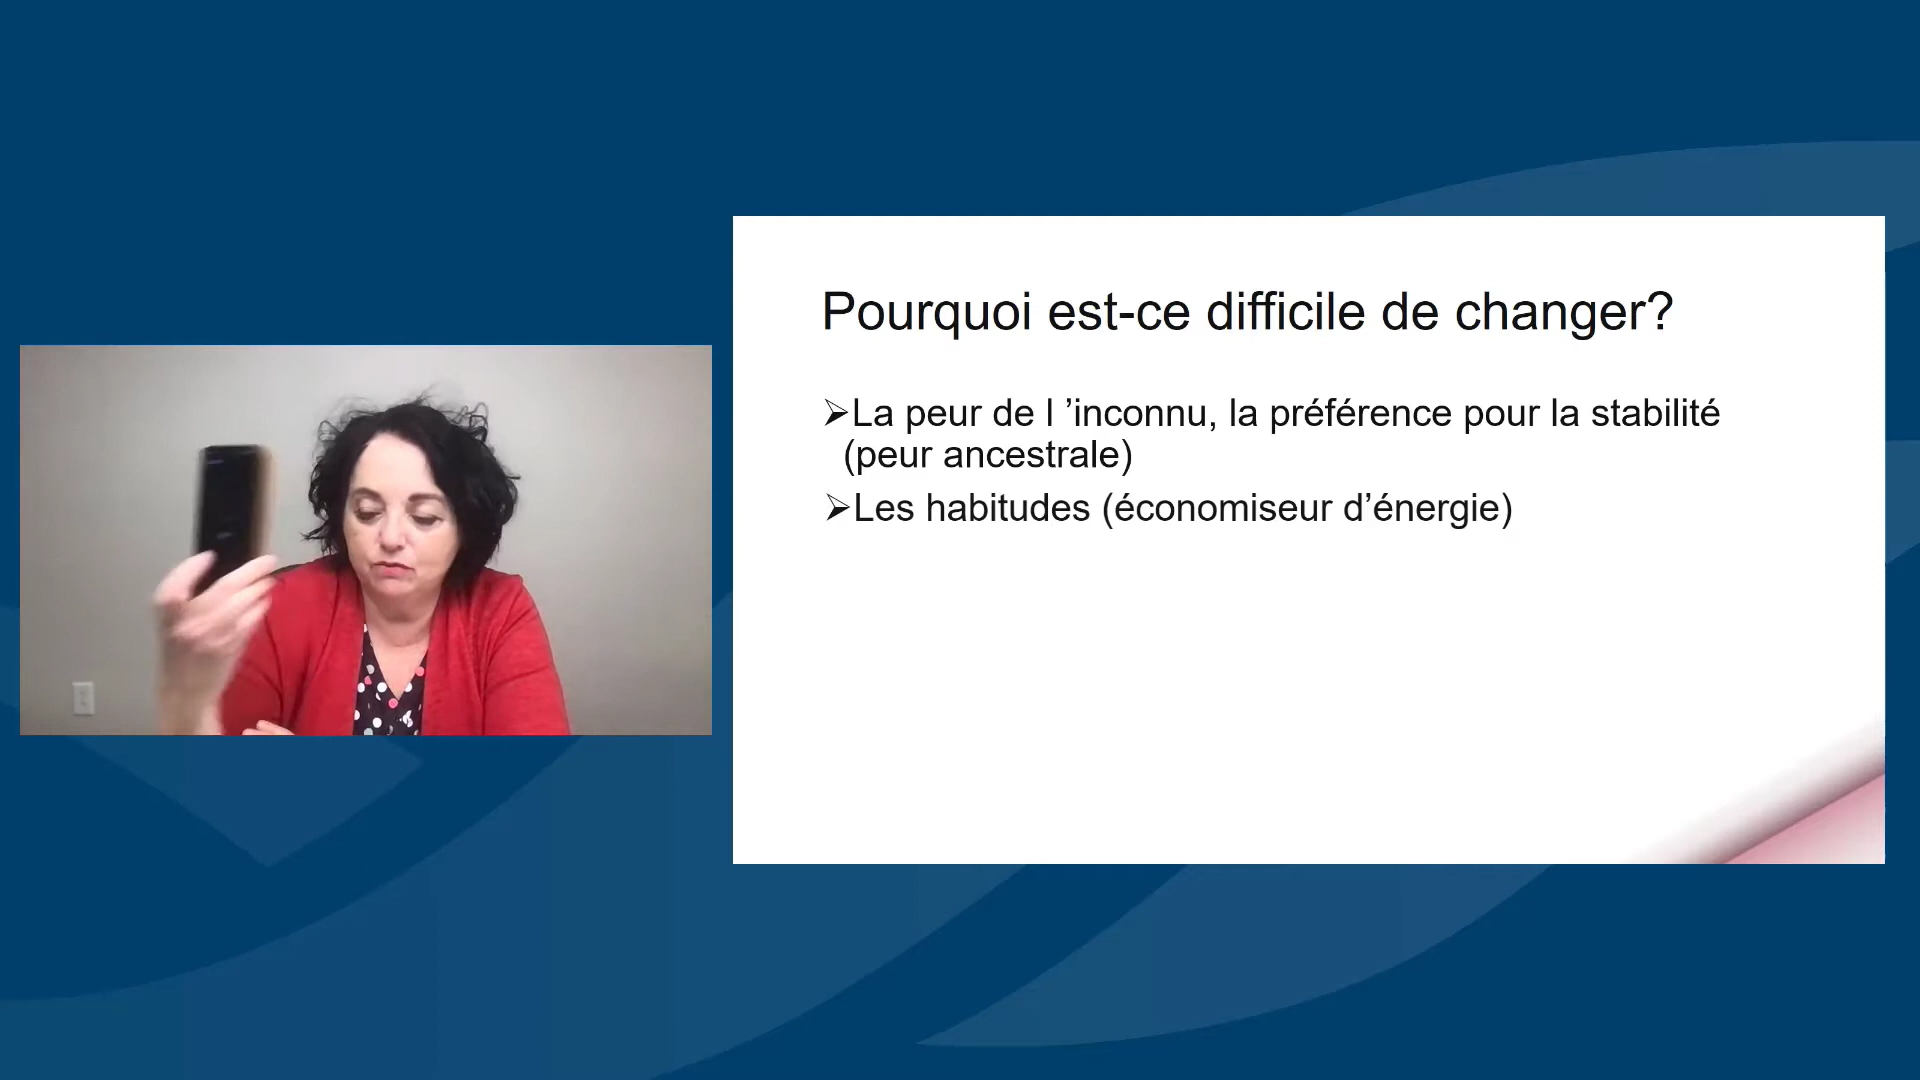 Pourquoi est-ce difficile de changer?
➢La peur de l ’inconnu, la préférence pour la stabilité
(peur ancestrale)
➢Les habitudes (économiseur d’énergie)